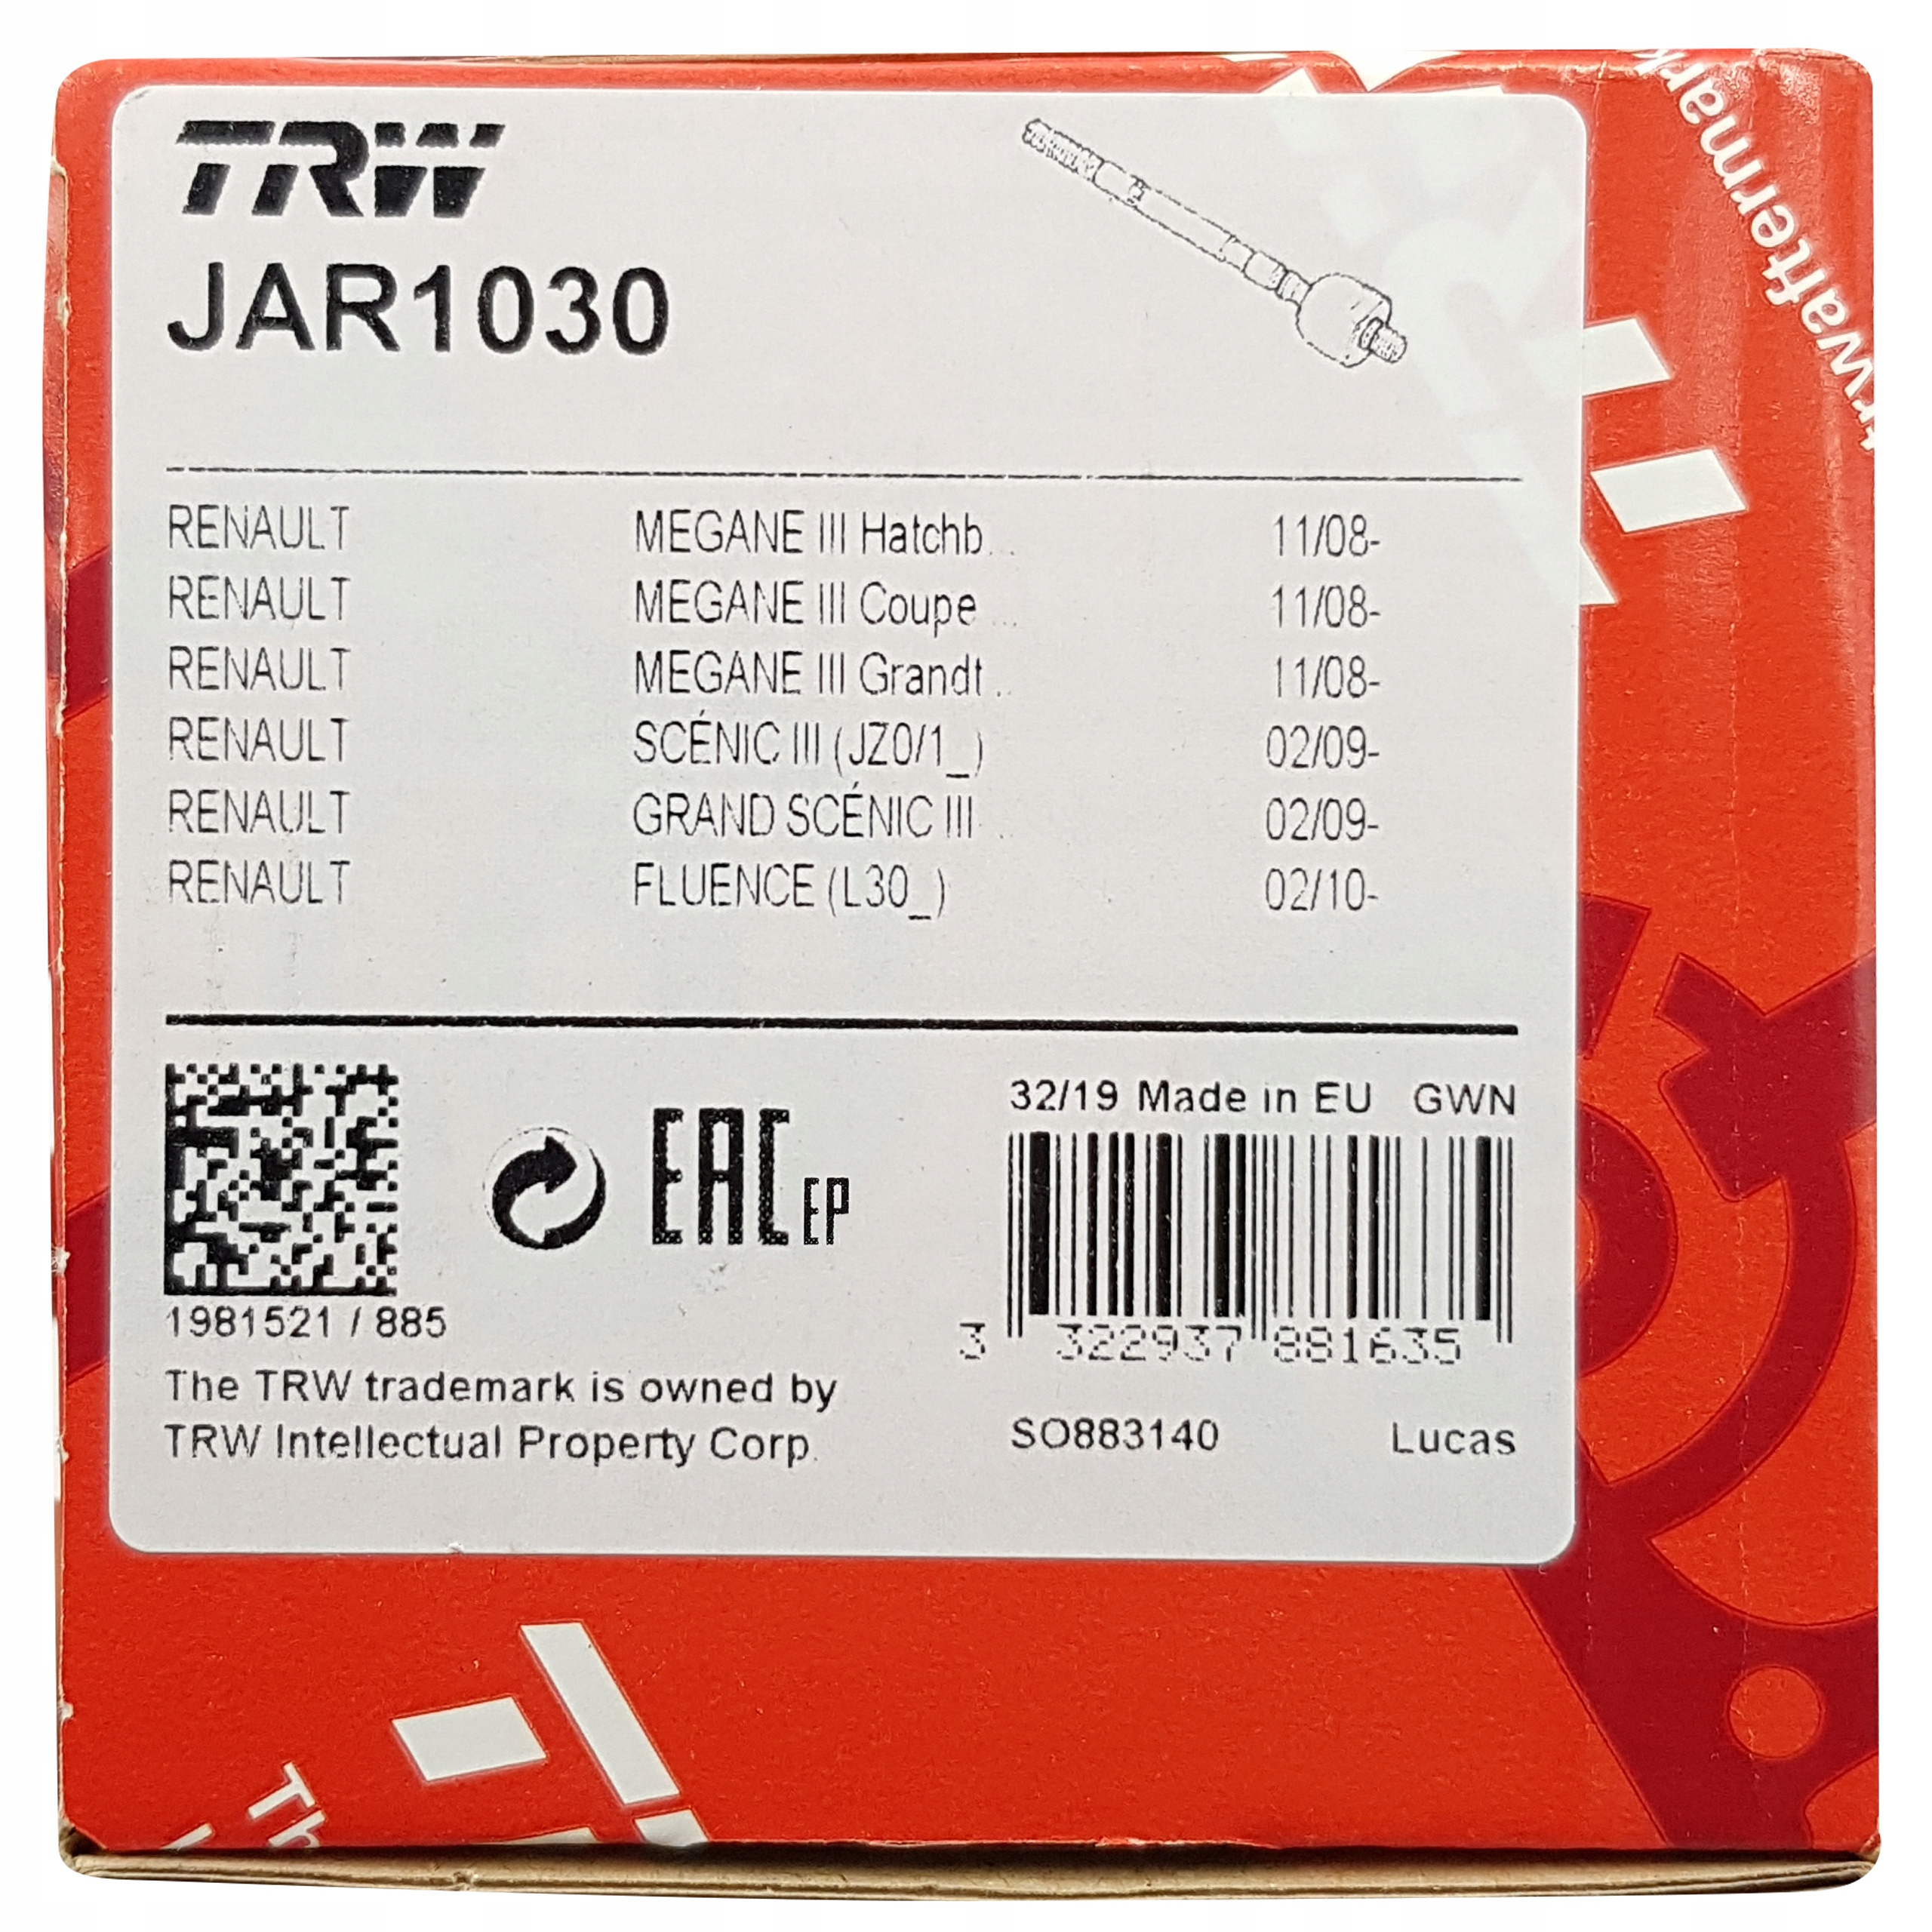 TRW
JAR1030
RENAULT MEGANE III Hatchb... 11/08-
RENAULT MEGANE III Coupe ... 11/08-
RENAULT MEGANE III Grandt... 11/08-
RENAULT SCÉNIC III (JZ0/1_) 02/09-
RENAULT GRAND SCÉNIC III ... 02/09-
RENAULT FLUENCE (L30_) 02/10-
32/19 Made in EU GWN
EAC EP
3 322937 881635
1981521 / 885
The TRW trademark is owned by
TRW Intellectual Property Corp.
SO883140 Lucas
trwaftermark
Th